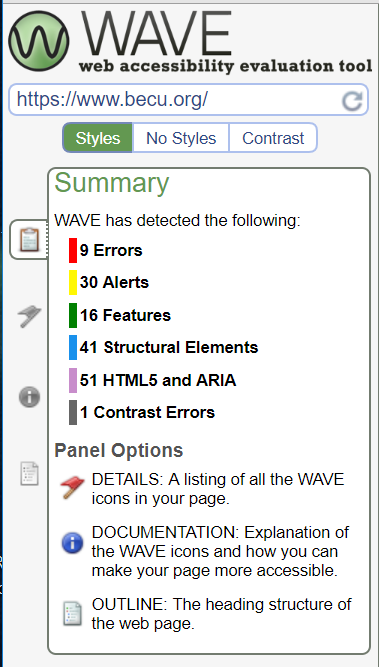 WAVE
web accessibility evaluation tool
https://www.becu.org/
Styles No Styles Contrast
Summary
WAVE has detected the following:
9 Errors
30 Alerts
16 Features
41 Structural Elements
51 HTML5 and ARIA
1 Contrast Errors
Panel Options
DETAILS: A listing of all the WAVE
icons in your page.
DOCUMENTATION: Explanation of
the WAVE icons and how you can
make your page more accessible.
OUTLINE: The heading structure of
the web page.